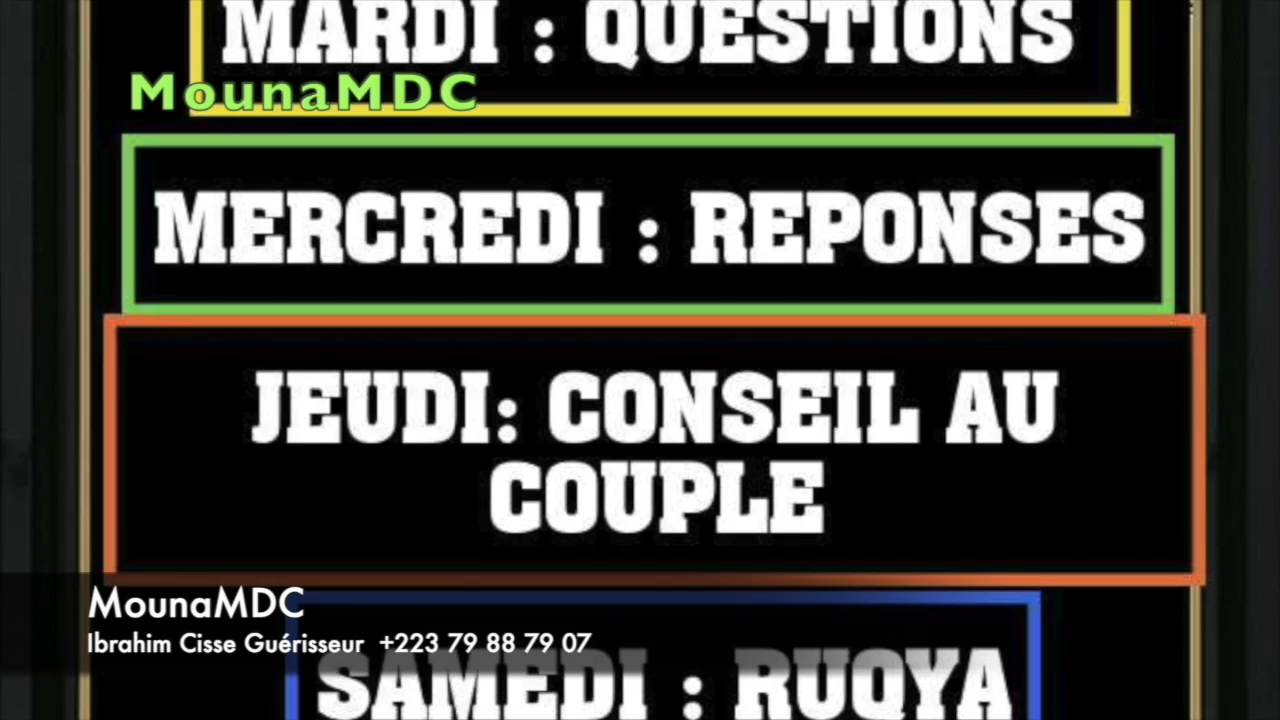 MARDI : QUESTIONS
MounaMDC
MERCREDI : REPONSES
JEUDI: CONSEIL AU
COUPLE
MounaMDC
Ibrahim Cisse Guérisseur +223 79 88 79 07
SAMEDI : RUQYA